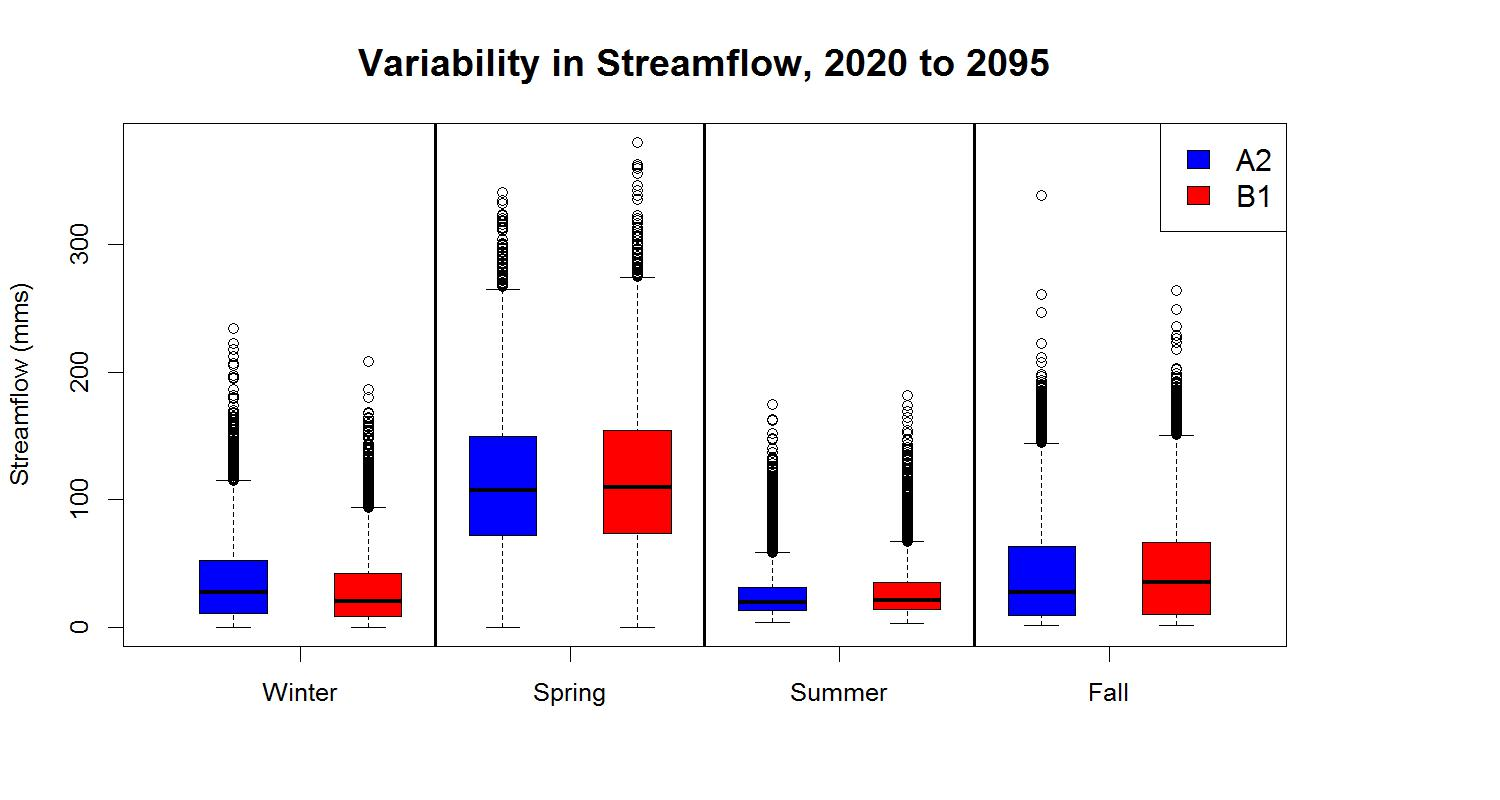 Variability in Streamflow, 2020 to 2095
A2
B1
Streamflow (mms)
300
200
100
0
Winter Spring Summer Fall